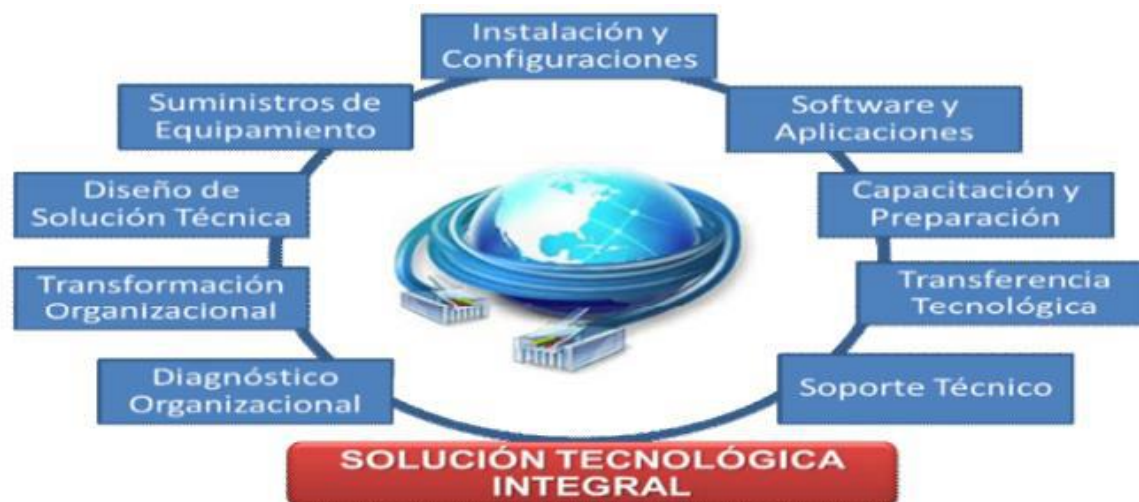 Instalación y
Configuraciones
Suministros de
Equipamiento
Software y
Aplicaciones
Diseño de
Solución Técnica
Capacitación y
Preparación
Transformación
Organizacional
Transferencia
Tecnológica
Diagnóstico
Organizacional
Soporte Técnico
SOLUCIÓN TECNOLÓGICA
INTEGRAL